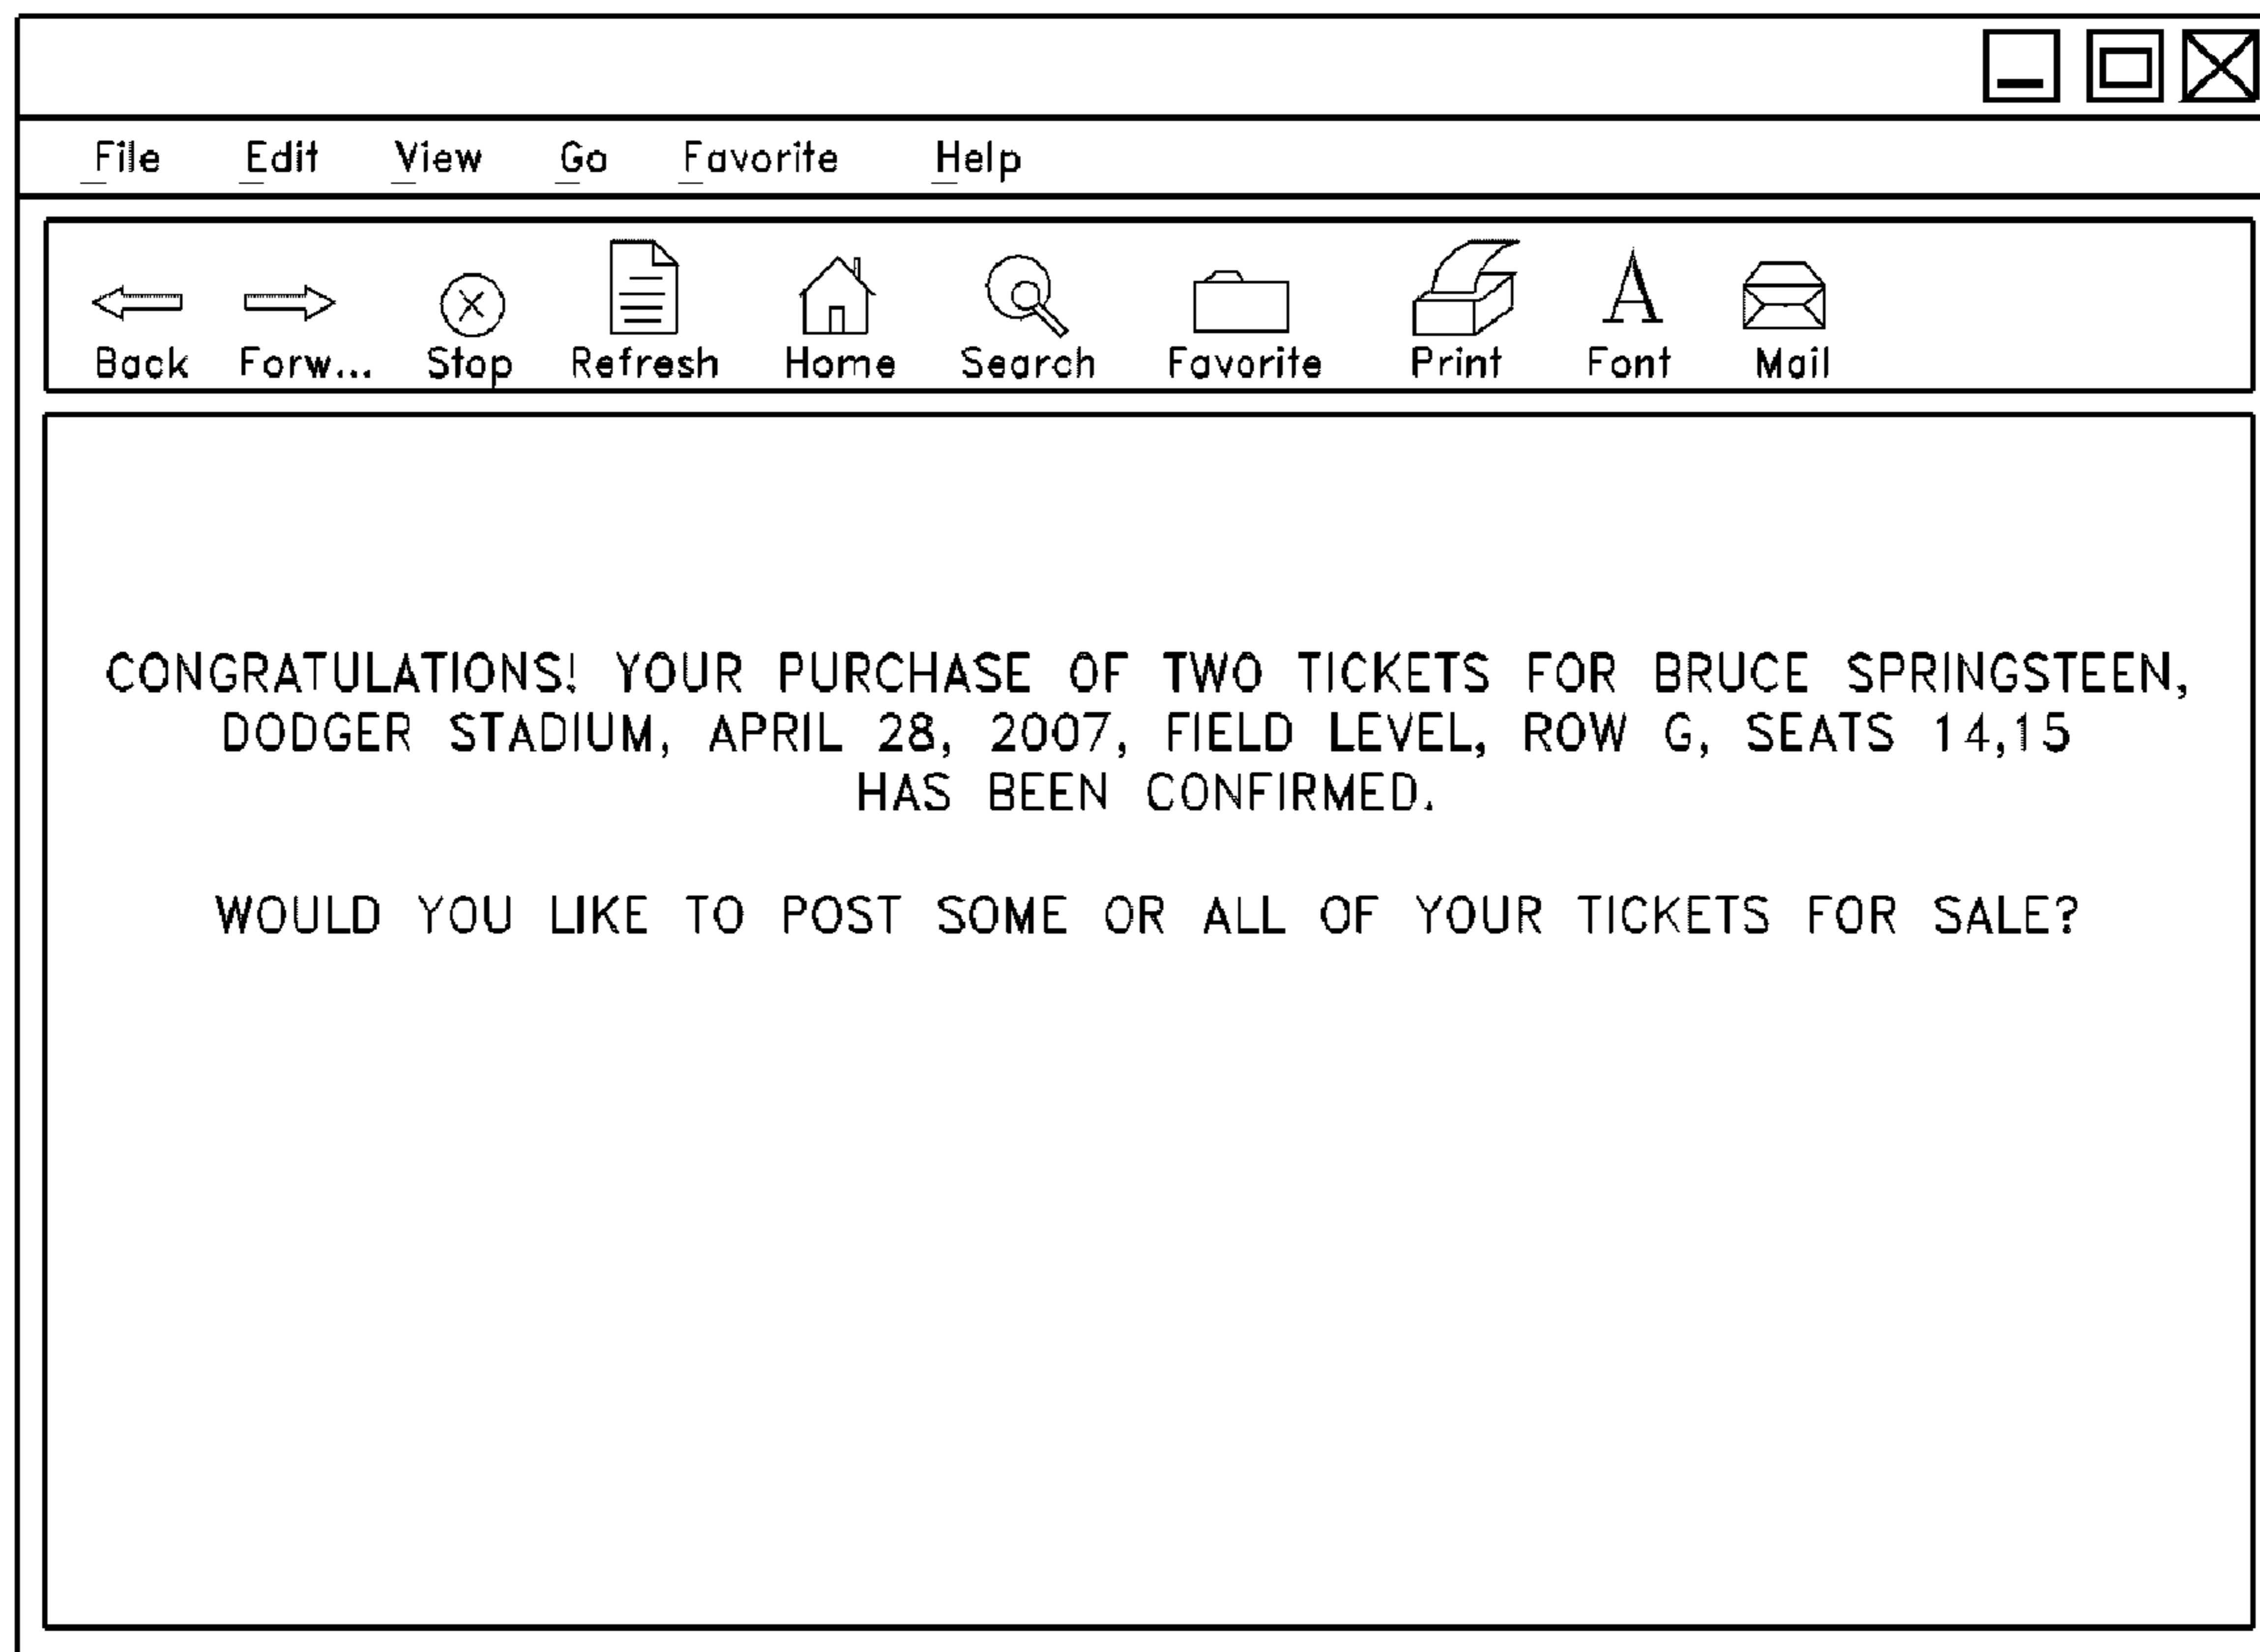 File Edit View Go Favorite Help
Back Forw... Stop Refresh Home Search Favorite Print Font Mail
CONGRATULATIONS! YOUR PURCHASE OF TWO TICKETS FOR BRUCE SPRINGSTEEN,
DODGER STADIUM, APRIL 28, 2007, FIELD LEVEL, ROW G, SEATS 14,15
HAS BEEN CONFIRMED.
WOULD YOU LIKE TO POST SOME OR ALL OF YOUR TICKETS FOR SALE?